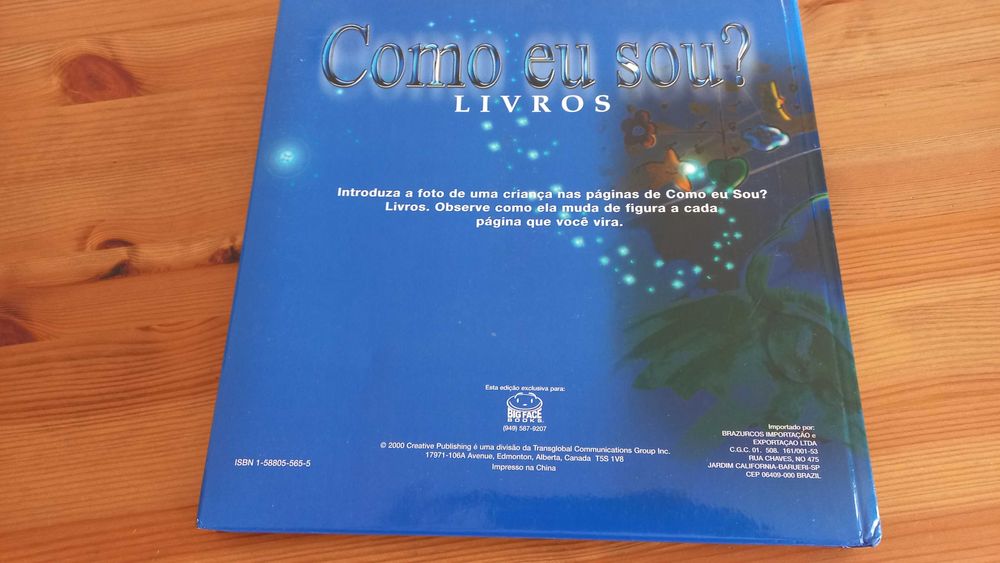 Como eu sou?
LIVROS
Introduza a foto de uma criança nas páginas de Como eu Sou?
Livros. Observe como ela muda de figura a cada
página que você vira.
Esta edição exclusiva para:
BIG FACE
BOOKS
(949) 587-9207
© 2000 Creative Publishing é uma divisão da Transglobal Communications Group Inc.
17971-106A Avenue, Edmonton, Alberta, Canada T5S 1V8
Impresso na China
ISBN 1-58805-565-5
Importado por:
BRAZURCOS IMPORTAÇÃO e
EXPORTAÇAO LTDA
C.G.C. 01. 508. 161/001-53
RUA CHAVES, NO 475
JARDIM CALIFORNIA-BARUERI-SP
CEP 06409-000 BRAZIL